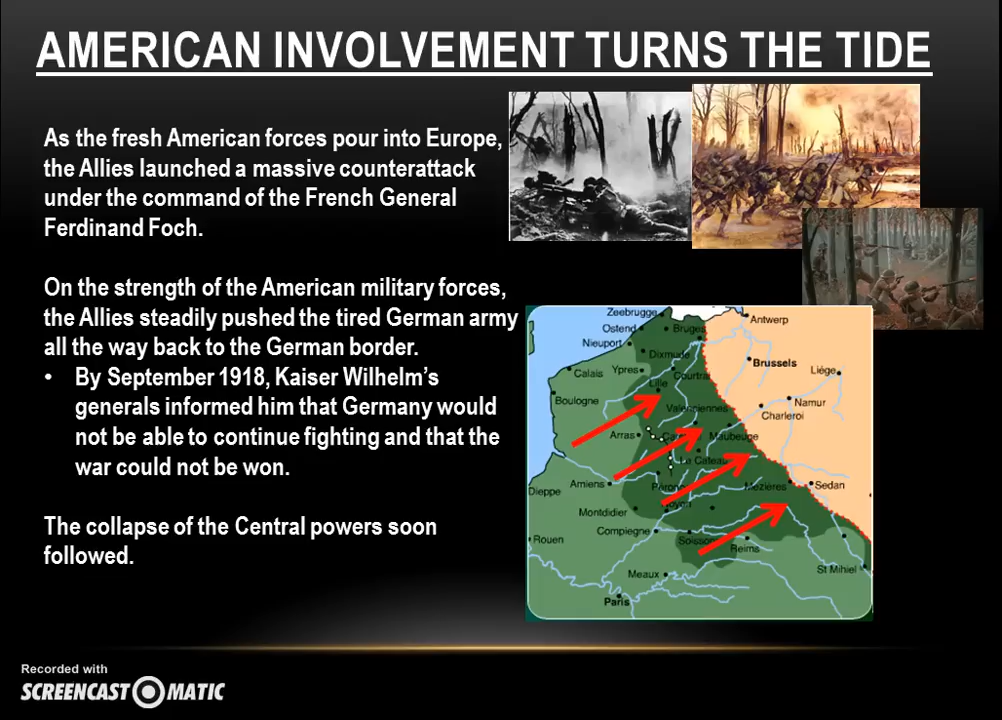 AMERICAN INVOLVEMENT TURNS THE TIDE
As the fresh American forces pour into Europe,
the Allies launched a massive counterattack
under the command of the French General
Ferdinand Foch.
On the strength of the American military forces,
the Allies steadily pushed the tired German army
all the way back to the German border.
• By September 1918, Kaiser Wilhelm's
generals informed him that Germany would
not be able to continue fighting and that the
war could not be won.
The collapse of the Central powers soon
followed.
Zeebrugge
Antwerp
Ostend
Bruges
Nieuport
Dixmude
Brussels
Calais
Ypres
Liége
Lille
Courtrai
Boulogne
Namur
Valenciennes
Charleroi
Arras
Maubeuge
Le Cateau
Amiens
Mezières
Sedan
Dieppe
Montdidier
Compiegne
Rouen
Reims
Meaux
St Mihiel
Paris
Recorded with
SCREENCAST MATIC